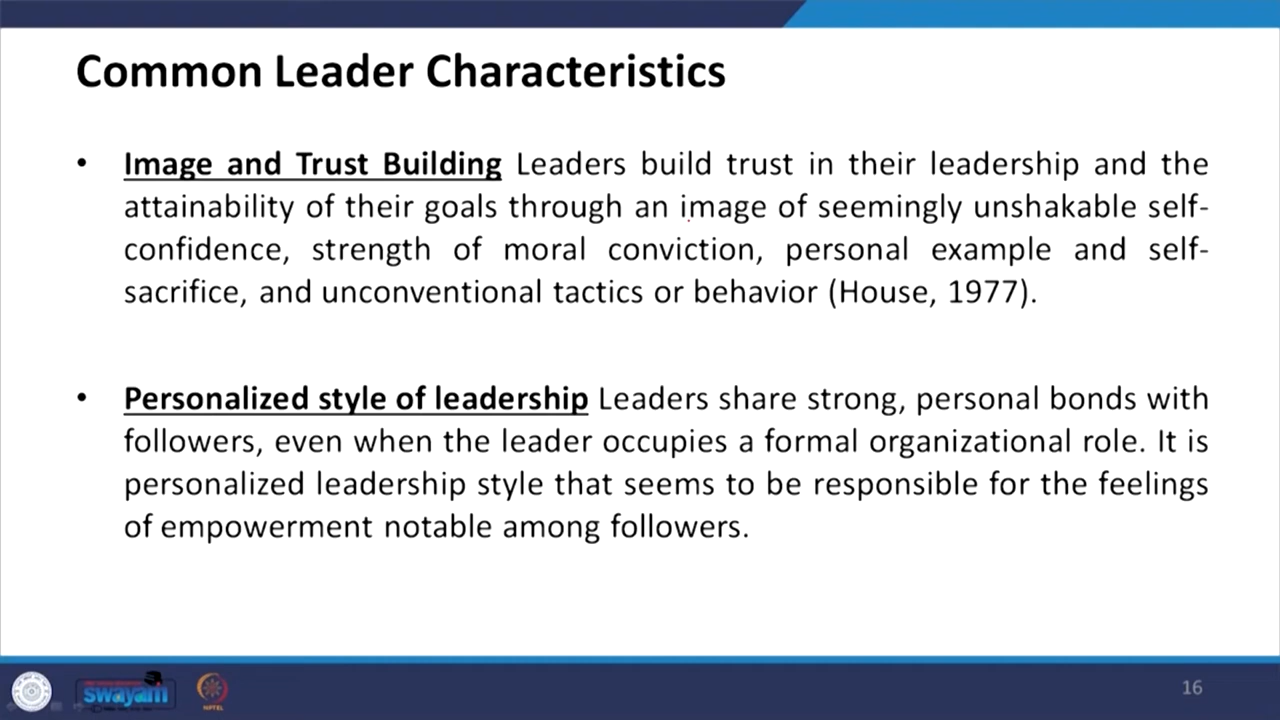 Common Leader Characteristics
• Image and Trust Building Leaders build trust in their leadership and the
attainability of their goals through an image of seemingly unshakable self-
confidence, strength of moral conviction, personal example and self-
sacrifice, and unconventional tactics or behavior (House, 1977).
• Personalized style of leadership Leaders share strong, personal bonds with
followers, even when the leader occupies a formal organizational role. It is
personalized leadership style that seems to be responsible for the feelings
of empowerment notable among followers.
swayam
NPTEL
16